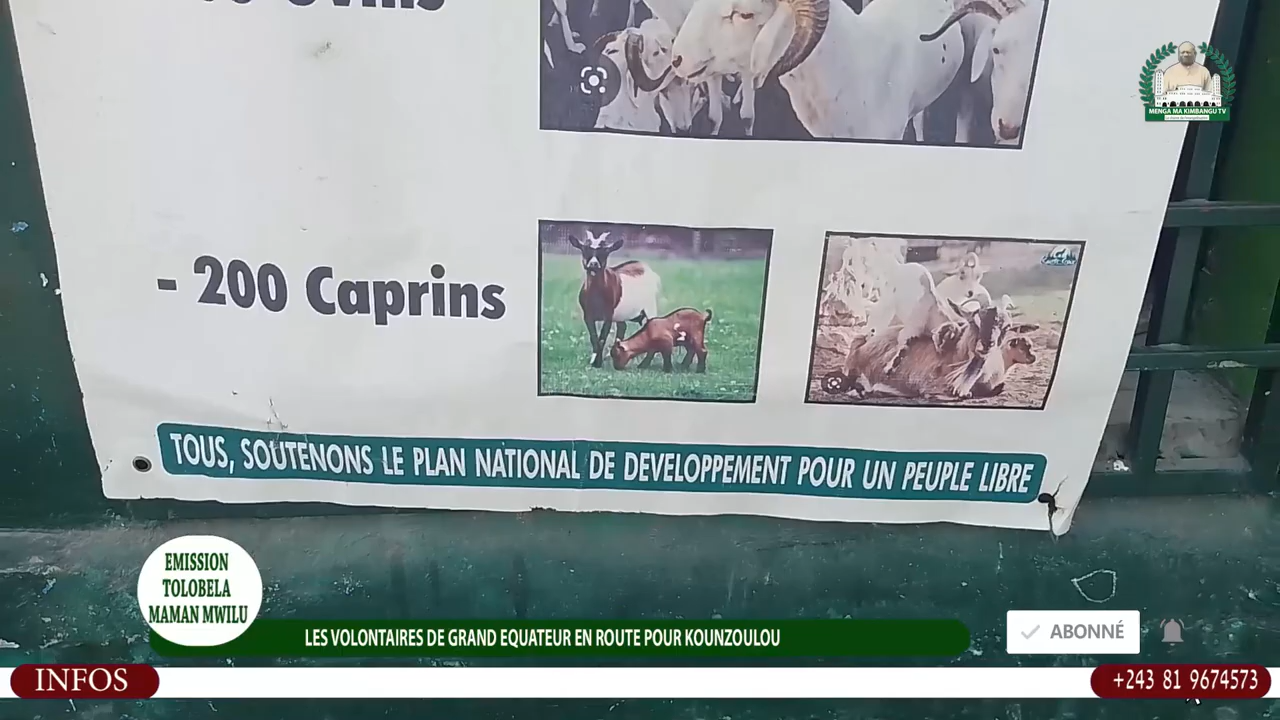 Ovins
MENGA MA KIMBANGU TV
- 200 Caprins
TOUS, SOUTENONS LE PLAN NATIONAL DE DEVELOPPEMENT POUR UN PEUPLE LIBRE
EMISSION
TOLOBELA
MAMAN MWILU
LES VOLONTAIRES DE GRAND EQUATEUR EN ROUTE POUR KOUNZOULOU
ABONNÉ
INFOS
+243 81 9674573